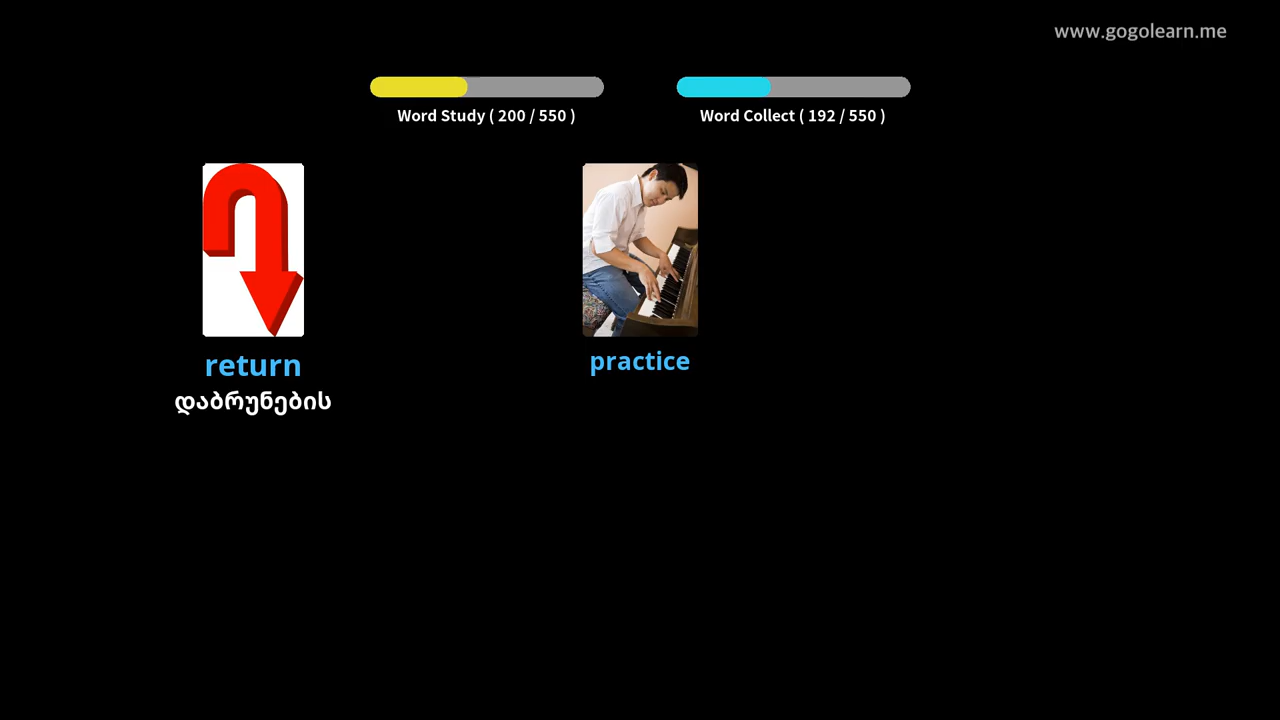 www.gogolearn.me
Word Study ( 200 / 550 )
Word Collect ( 192 / 550 )
return
დაბრუნების
practice